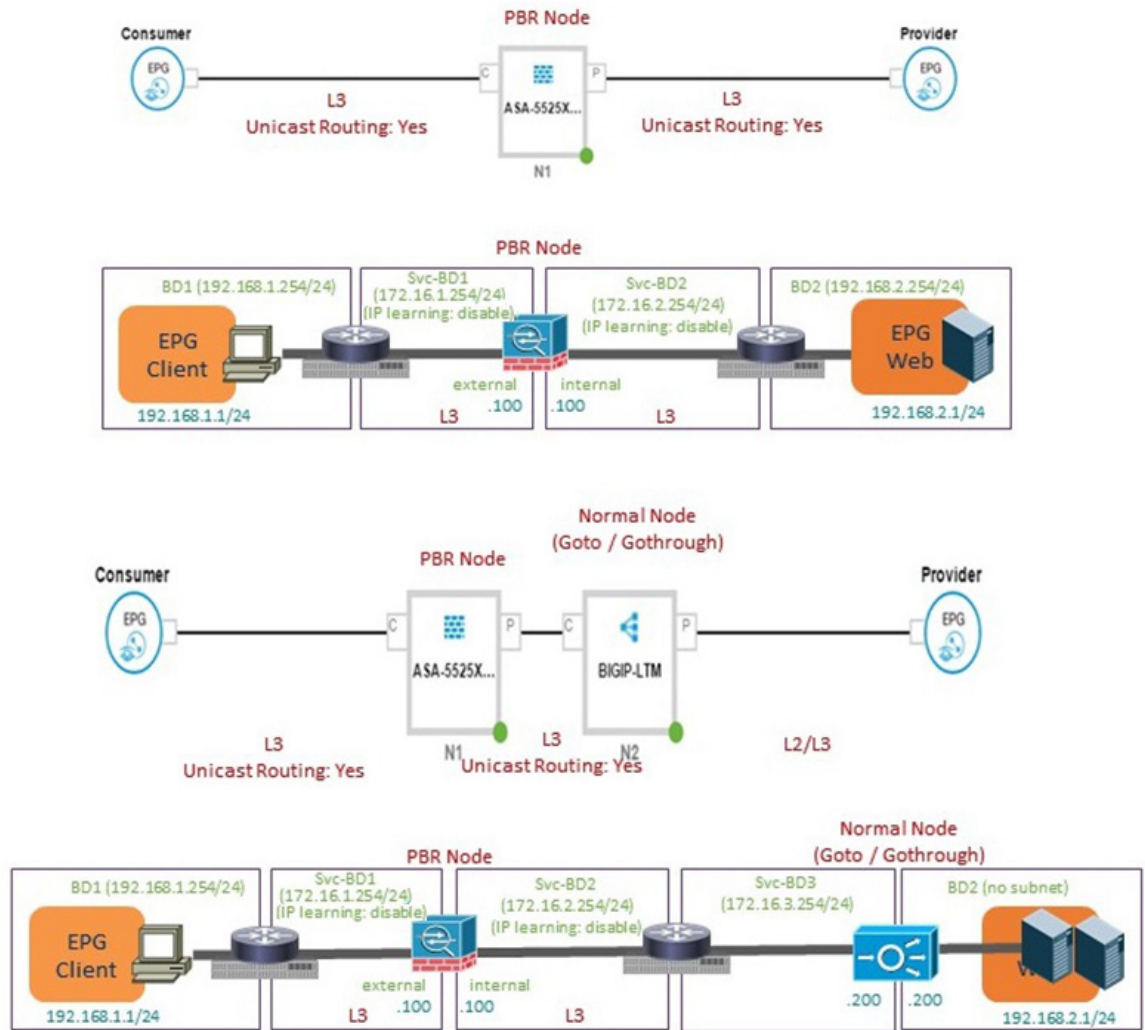 PBR Node
Consumer
Provider
EPG
C
P
EPG
ASA-5525X...
L3
Unicast Routing: Yes
L3
Unicast Routing: Yes
N1
PBR Node
BD1 (192.168.1.254/24)
Svc-BD1
(172.16.1.254/24)
(IP learning: disable)
Svc-BD2
(172.16.2.254/24)
(IP learning: disable)
BD2 (192.168.2.254/24)
EPG
Client
EPG
Web
external
internal
192.168.1.1/24
L3
.100
.100
L3
192.168.2.1/24
Normal Node
(Goto / Gothrough)
PBR Node
Consumer
Provider
EPG
C
P
C
P
EPG
ASA-5525X...
BIGIP-LTM
L3
Unicast Routing: Yes
N1
L3
Unicast Routing: Yes
N2
L2/L3
Normal Node
(Goto / Gothrough)
PBR Node
BD1 (192.168.1.254/24)
Svc-BD1
(172.16.1.254/24)
(IP learning: disable)
Svc-BD2
(172.16.2.254/24)
(IP learning: disable)
Svc-BD3
(172.16.3.254/24)
BD2 (no subnet)
EPG
Client
external
internal
192.168.1.1/24
L3
.100
.100
L3
.200
.200
192.168.2.1/24